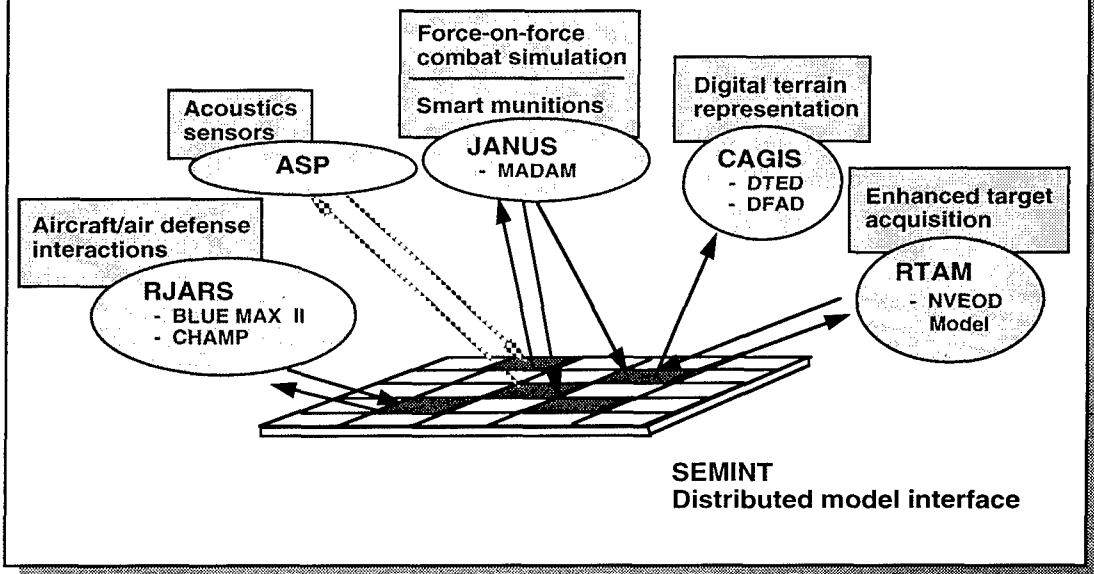 Force-on-force
combat simulation
Smart munitions
JANUS
- MADAM
Acoustics
sensors
ASP
Digital terrain
representation
CAGIS
- DTED
- DFAD
Aircraft/air defense
interactions
RJARS
- BLUE MAX II
- CHAMP
Enhanced target
acquisition
RTAM
- NVEOD
Model
SEMINT
Distributed model interface